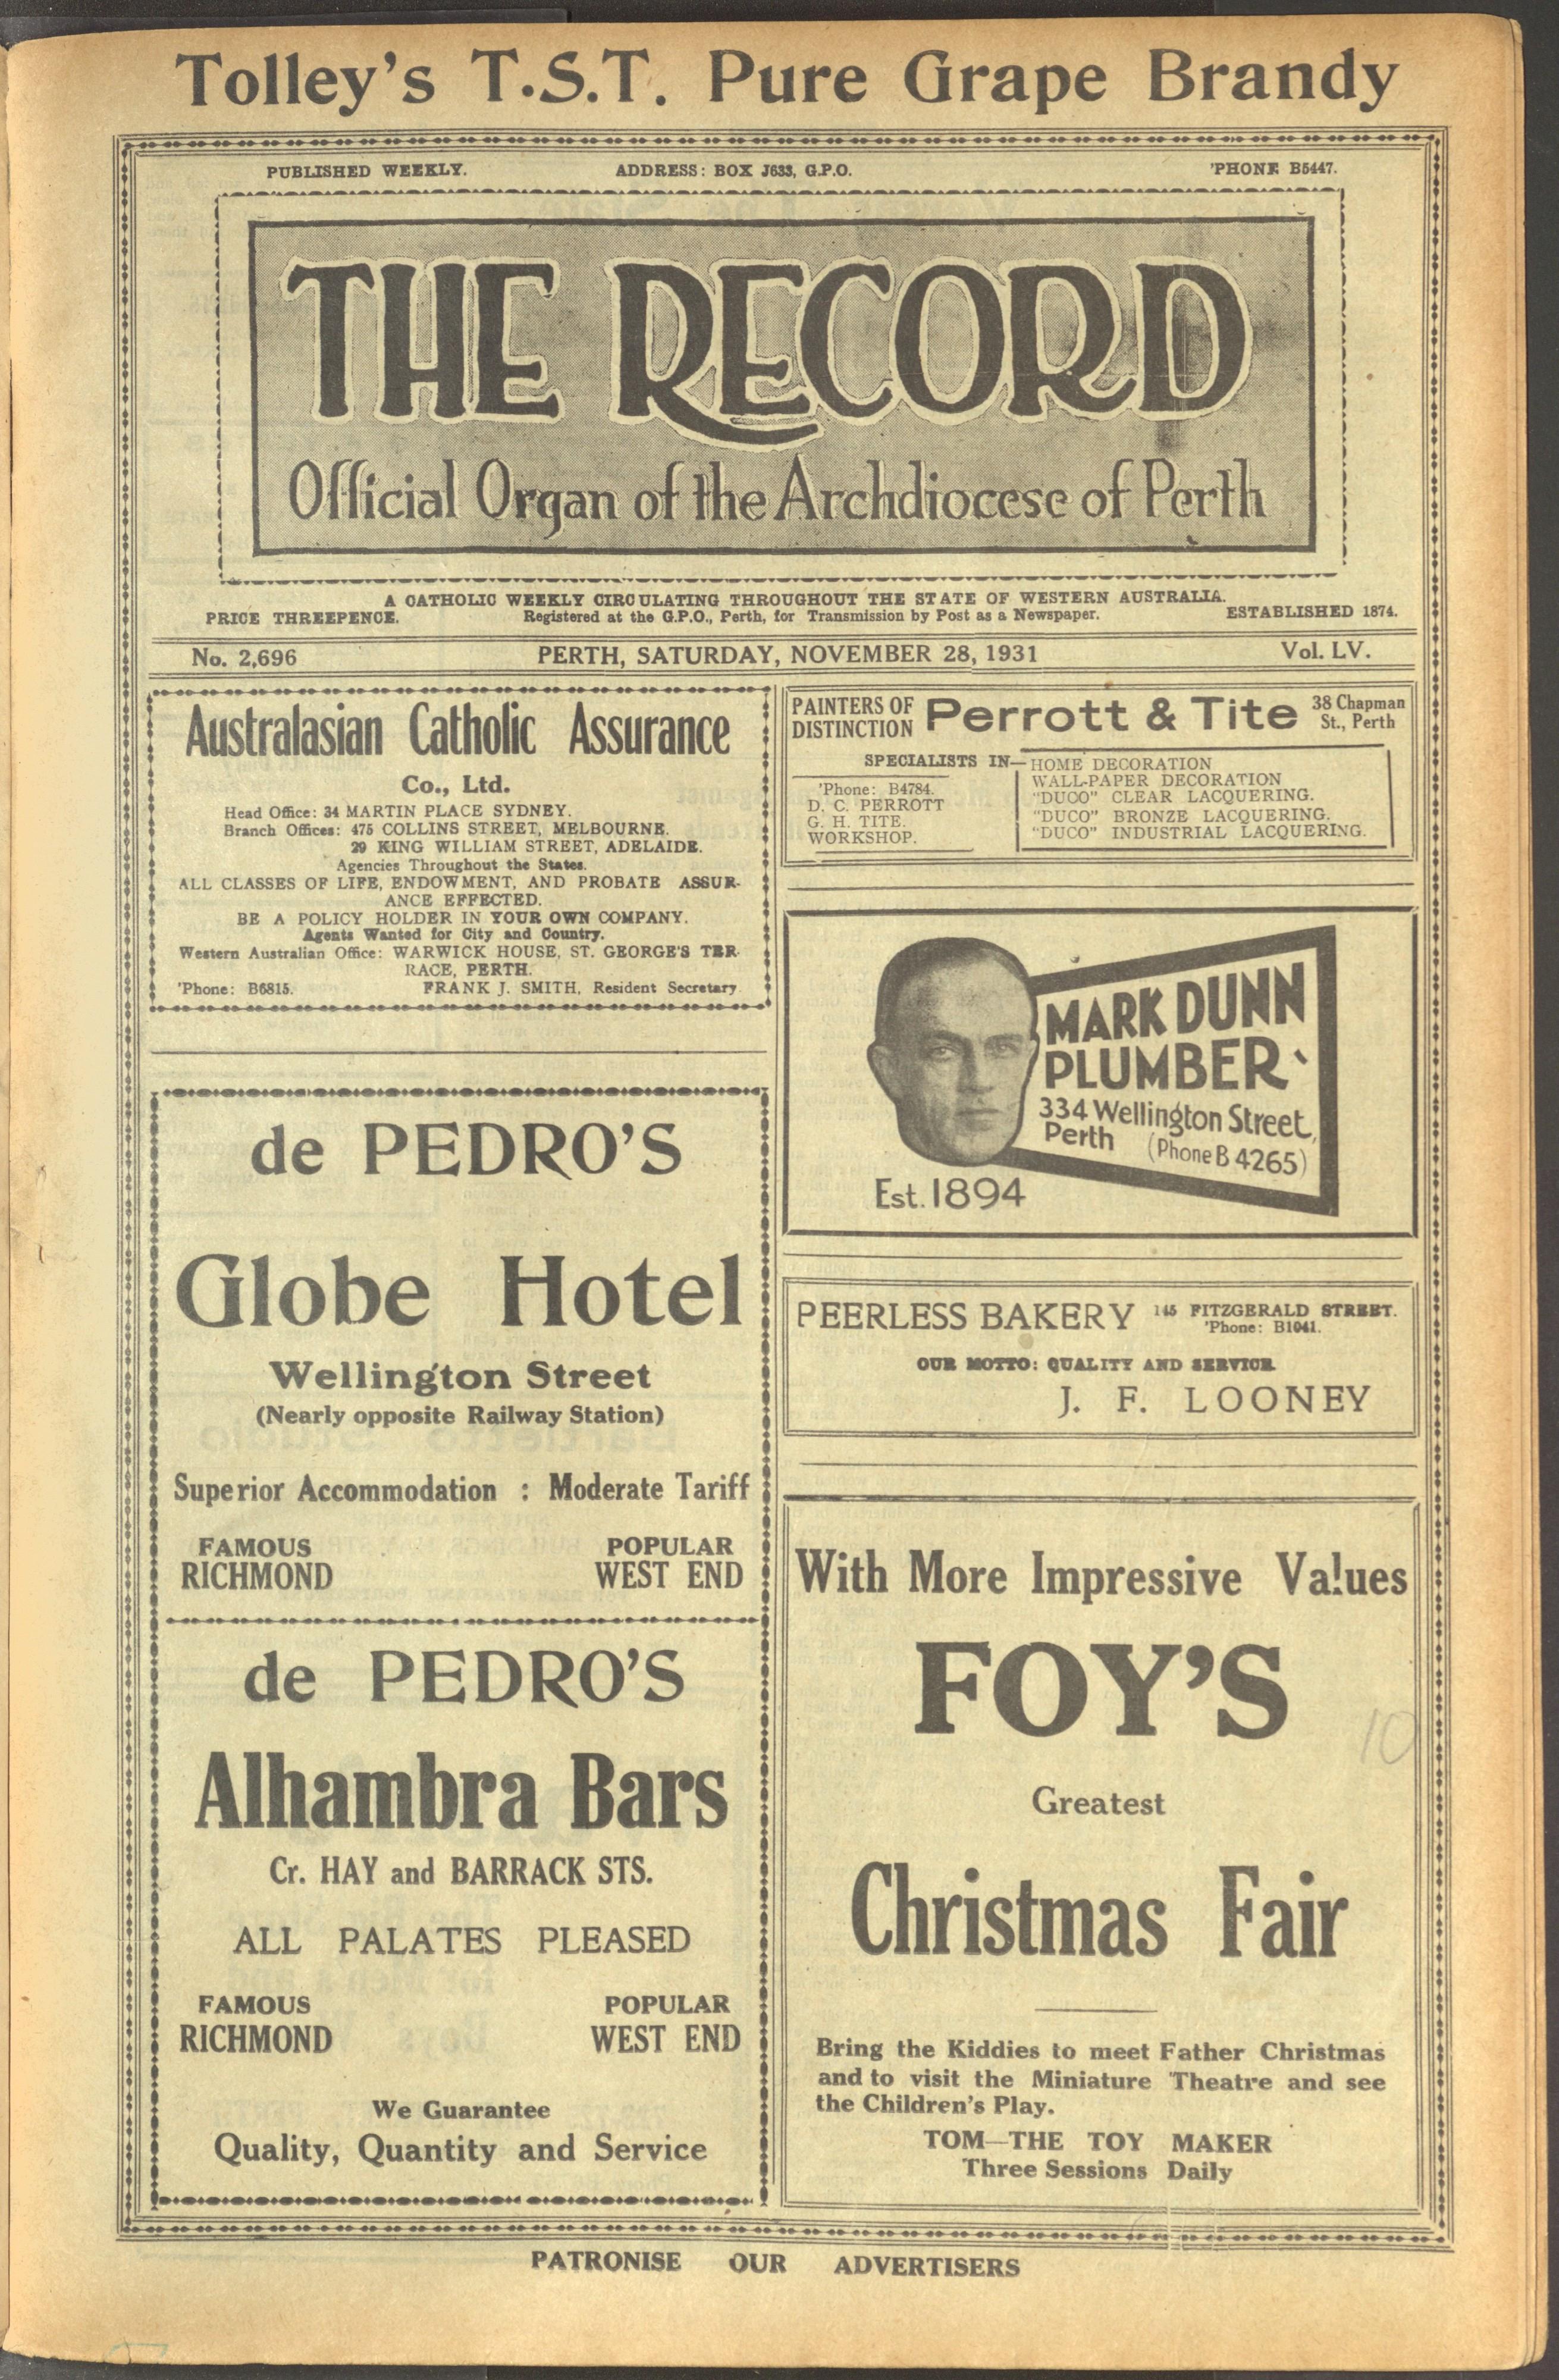 Tolley's T.S.T. Pure Grape Brandy
PUBLISHED WEEKLY. ADDRESS: BOX J633, G.P.O. 'PHONE B5447.
THE RECORD
Official Organ of the Archdiocese of Perth
A CATHOLIC WEEKLY CIRCULATING THROUGHOUT THE STATE OF WESTERN AUSTRALIA.
PRICE THREEPENCE. Registered at the G.P.O., Perth, for Transmission by Post as a Newspaper. ESTABLISHED 1874.
No. 2,696 PERTH, SATURDAY, NOVEMBER 28, 1931 Vol. LV.
Australasian Catholic Assurance
Co., Ltd.
Head Office: 34 MARTIN PLACE SYDNEY.
Branch Offices: 475 COLLINS STREET, MELBOURNE.
29 KING WILLIAM STREET, ADELAIDE.
Agencies Throughout the States.
ALL CLASSES OF LIFE, ENDOWMENT, AND PROBATE ASSUR-
ANCE EFFECTED.
BE A POLICY HOLDER IN YOUR OWN COMPANY.
Agents Wanted for City and Country.
Western Australian Office: WARWICK HOUSE, ST. GEORGE'S TER-
RACE, PERTH.
'Phone: B6815. FRANK J. SMITH, Resident Secretary
de PEDRO'S
Globe Hotel
Wellington Street
(Nearly opposite Railway Station)
Superior Accommodation : Moderate Tariff
FAMOUS POPULAR
RICHMOND WEST END
de PEDRO'S
Alhambra Bars
Cr. HAY and BARRACK STS.
ALL PALATES PLEASED
FAMOUS POPULAR
RICHMOND WEST END
We Guarantee
Quality, Quantity and Service
PAINTERS OF
DISTINCTION
Perrott & Tite
38 Chapman
St., Perth
SPECIALISTS IN—
HOME DECORATION
WALL-PAPER DECORATION
"DUCO" CLEAR LACQUERING.
"DUCO" BRONZE LACQUERING.
"DUCO" INDUSTRIAL LACQUERING.
'Phone: B4784.
D. C. PERROTT
G. H. TITE.
WORKSHOP.
MARK DUNN
PLUMBER
334 Wellington Street,
Perth (Phone B 4265)
Est. 1894
PEERLESS BAKERY 145 FITZGERALD STREET.
'Phone: B1041.
OUR MOTTO: QUALITY AND SERVICE
J. F. LOONEY
With More Impressive Values
FOY'S
10
Greatest
Christmas Fair
Bring the Kiddies to meet Father Christmas
and to visit the Miniature Theatre and see
the Children's Play.
TOM—THE TOY MAKER
Three Sessions Daily
PATRONISE OUR ADVERTISERS